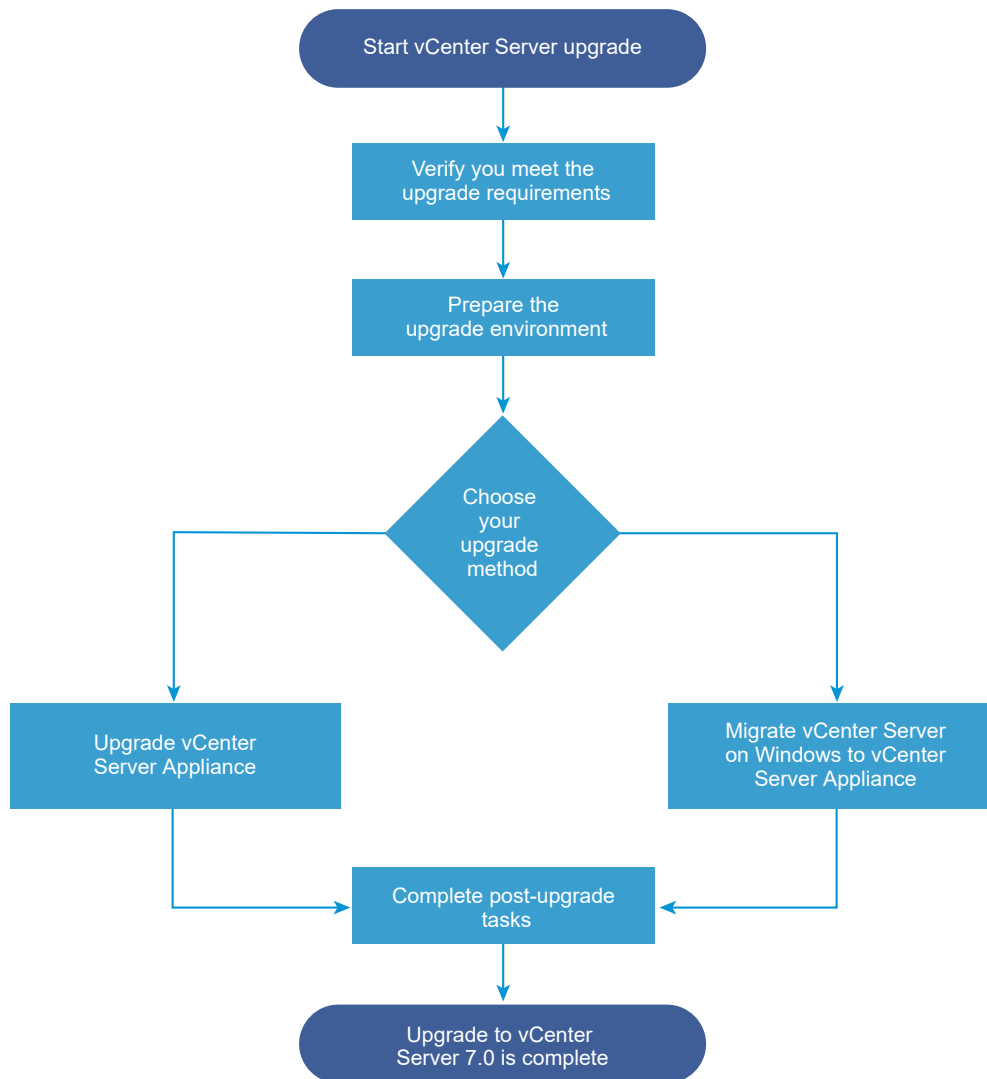 Start vCenter Server upgrade
Verify you meet the
upgrade requirements
Prepare the
upgrade environment
Choose
your
upgrade
method
Upgrade vCenter
Server Appliance
Migrate vCenter Server
on Windows to vCenter
Server Appliance
Complete post-upgrade
tasks
Upgrade to vCenter
Server 7.0 is complete